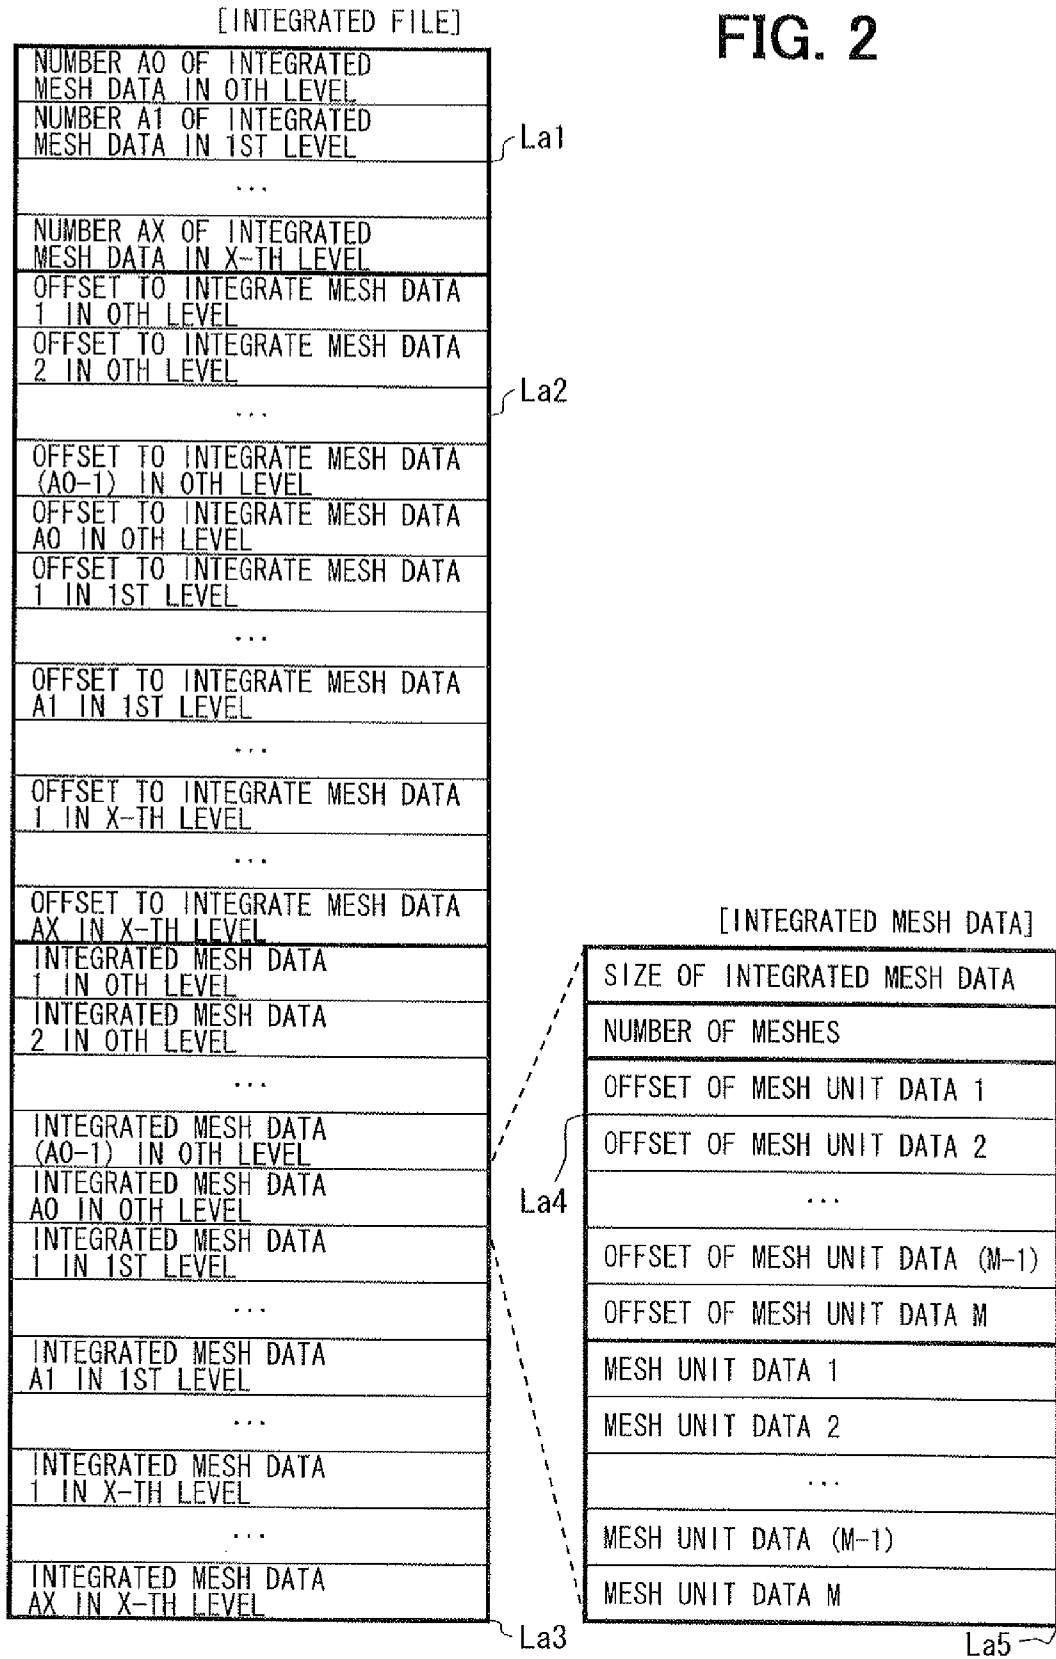 FIG. 2
[INTEGRATED FILE]
NUMBER A0 OF INTEGRATED
MESH DATA IN 0TH LEVEL
NUMBER A1 OF INTEGRATED
MESH DATA IN 1ST LEVEL
La1
...
NUMBER AX OF INTEGRATED
MESH DATA IN X-TH LEVEL
OFFSET TO INTEGRATE MESH DATA
1 IN 0TH LEVEL
OFFSET TO INTEGRATE MESH DATA
2 IN 0TH LEVEL
La2
...
OFFSET TO INTEGRATE MESH DATA
(A0-1) IN 0TH LEVEL
OFFSET TO INTEGRATE MESH DATA
A0 IN 0TH LEVEL
OFFSET TO INTEGRATE MESH DATA
1 IN 1ST LEVEL
...
OFFSET TO INTEGRATE MESH DATA
A1 IN 1ST LEVEL
...
OFFSET TO INTEGRATE MESH DATA
1 IN X-TH LEVEL
...
OFFSET TO INTEGRATE MESH DATA
AX IN X-TH LEVEL
INTEGRATED MESH DATA
1 IN 0TH LEVEL
INTEGRATED MESH DATA
2 IN 0TH LEVEL
...
INTEGRATED MESH DATA
(A0-1) IN 0TH LEVEL
INTEGRATED MESH DATA
A0 IN 0TH LEVEL
INTEGRATED MESH DATA
1 IN 1ST LEVEL
...
INTEGRATED MESH DATA
A1 IN 1ST LEVEL
...
INTEGRATED MESH DATA
1 IN X-TH LEVEL
...
INTEGRATED MESH DATA
AX IN X-TH LEVEL
La3
[INTEGRATED MESH DATA]
SIZE OF INTEGRATED MESH DATA
NUMBER OF MESHES
OFFSET OF MESH UNIT DATA 1
OFFSET OF MESH UNIT DATA 2
La4
...
OFFSET OF MESH UNIT DATA (M-1)
OFFSET OF MESH UNIT DATA M
MESH UNIT DATA 1
MESH UNIT DATA 2
...
MESH UNIT DATA (M-1)
MESH UNIT DATA M
La5